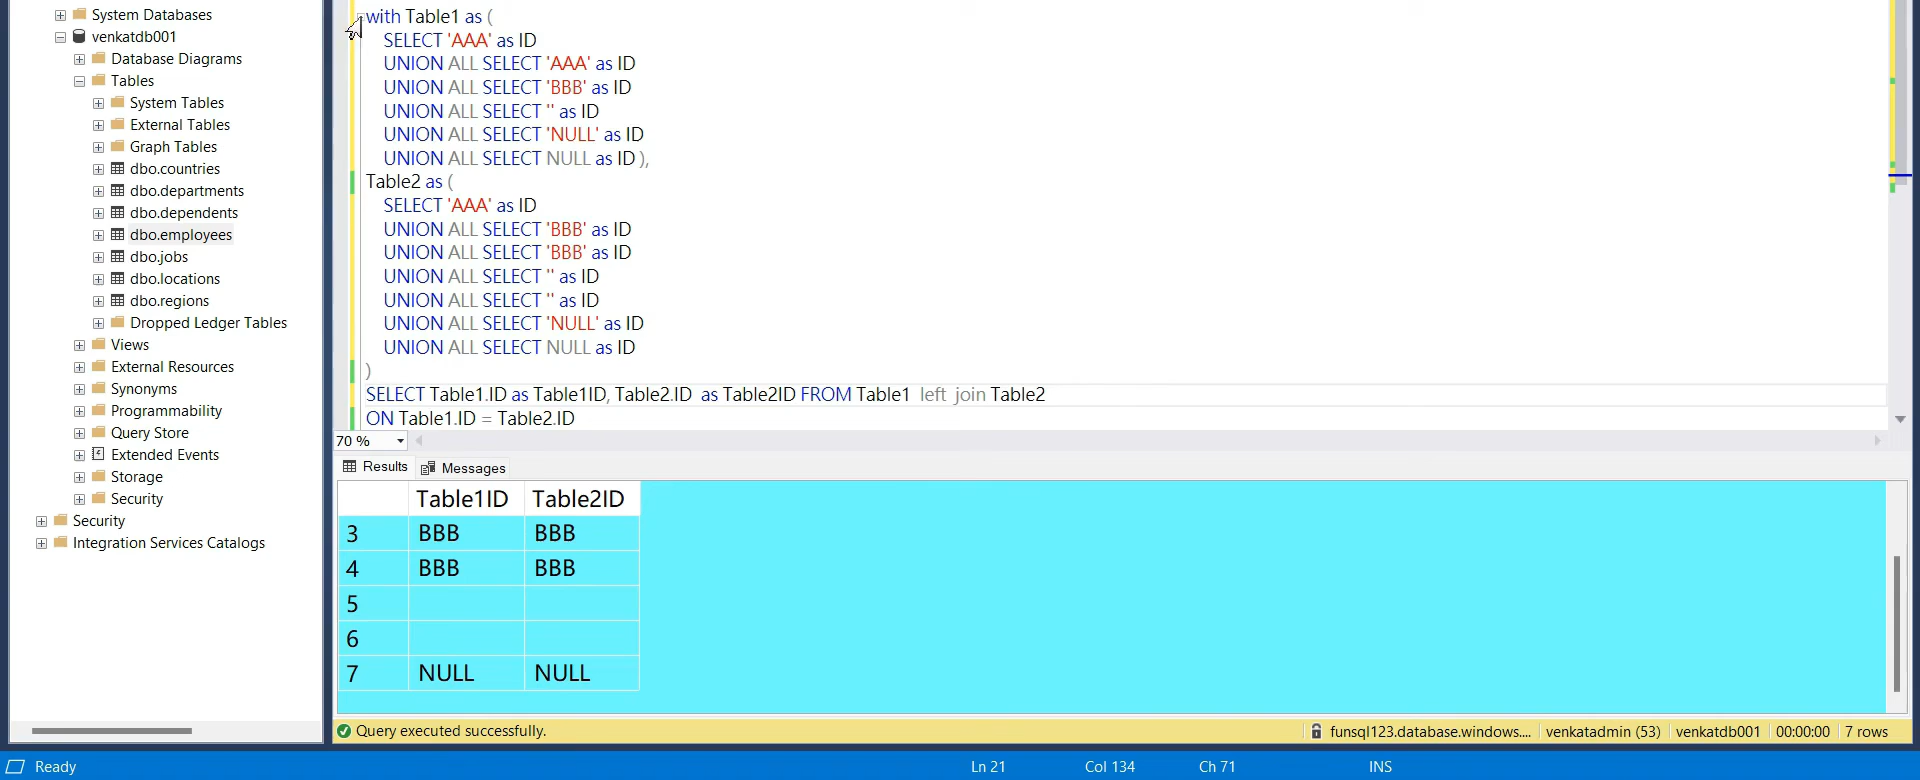 System Databases
venkatdb001
Database Diagrams
Tables
System Tables
External Tables
Graph Tables
dbo.countries
dbo.departments
dbo.dependents
dbo.employees
dbo.jobs
dbo.locations
dbo.regions
Dropped Ledger Tables
Views
External Resources
Synonyms
Programmability
Query Store
Extended Events
Storage
Security
Security
Integration Services Catalogs
with Table1 as (
SELECT 'AAA' as ID
UNION ALL SELECT 'AAA' as ID
UNION ALL SELECT 'BBB' as ID
UNION ALL SELECT '' as ID
UNION ALL SELECT 'NULL' as ID
UNION ALL SELECT NULL as ID ),
Table2 as (
SELECT 'AAA' as ID
UNION ALL SELECT 'BBB' as ID
UNION ALL SELECT 'BBB' as ID
UNION ALL SELECT '' as ID
UNION ALL SELECT '' as ID
UNION ALL SELECT 'NULL' as ID
UNION ALL SELECT NULL as ID
)
SELECT Table1.ID as Table1ID, Table2.ID as Table2ID FROM Table1 left join Table2
ON Table1.ID = Table2.ID
70 %
Results Messages
Table1ID Table2ID
3 BBB BBB
4 BBB BBB
5
6
7 NULL NULL
Query executed successfully. funsql123.database.windows.... venkatadmin (53) venkatdb001 00:00:00 7 rows
Ready Ln 21 Col 134 Ch 71 INS